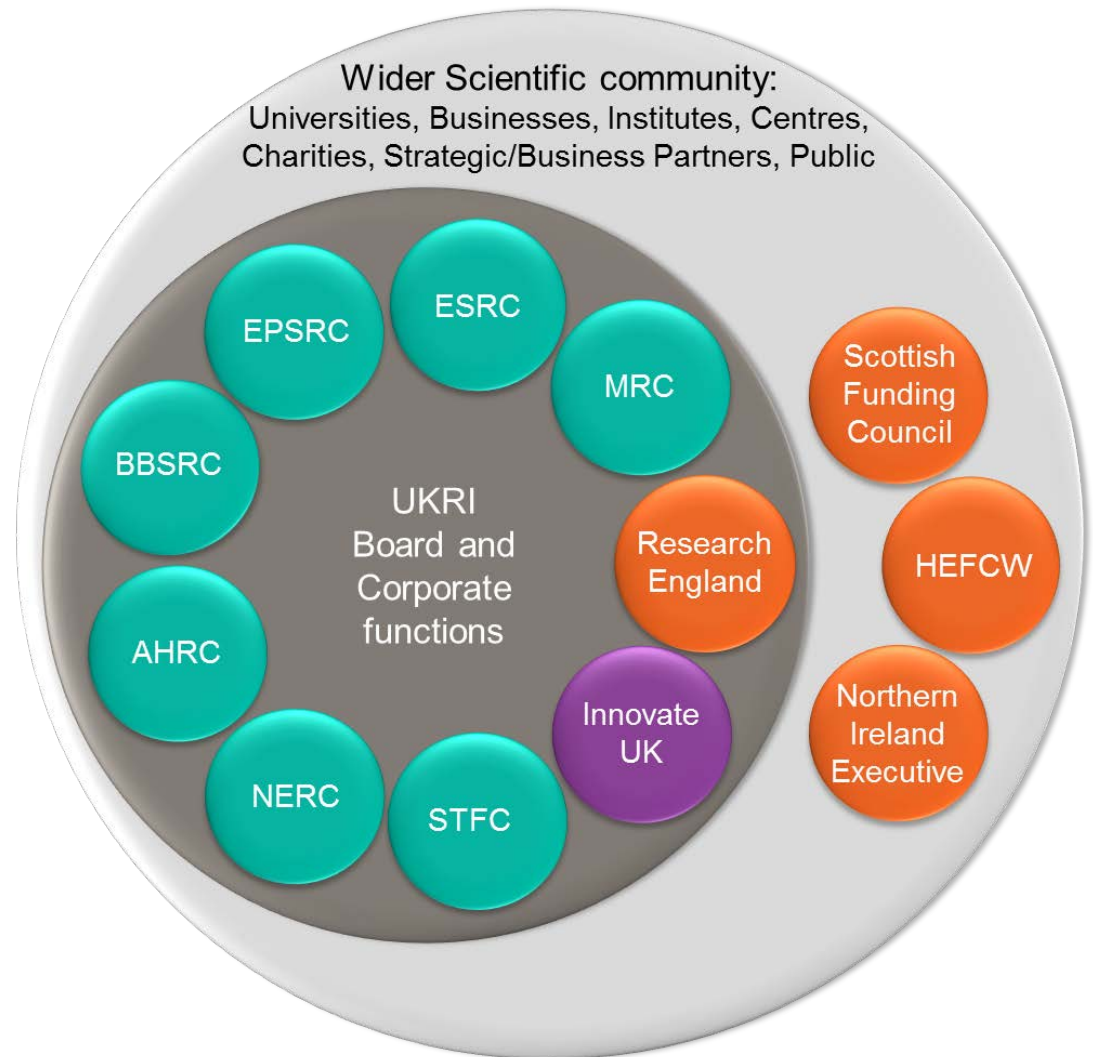 Wider Scientific community:
Universities, Businesses, Institutes, Centres,
Charities, Strategic/Business Partners, Public
ESRC
EPSRC
MRC
BBSRC
UKRI
Board and
Corporate
functions
Research
England
AHRC
Innovate
UK
NERC
STFC
Scottish
Funding
Council
HEFCW
Northern
Ireland
Executive